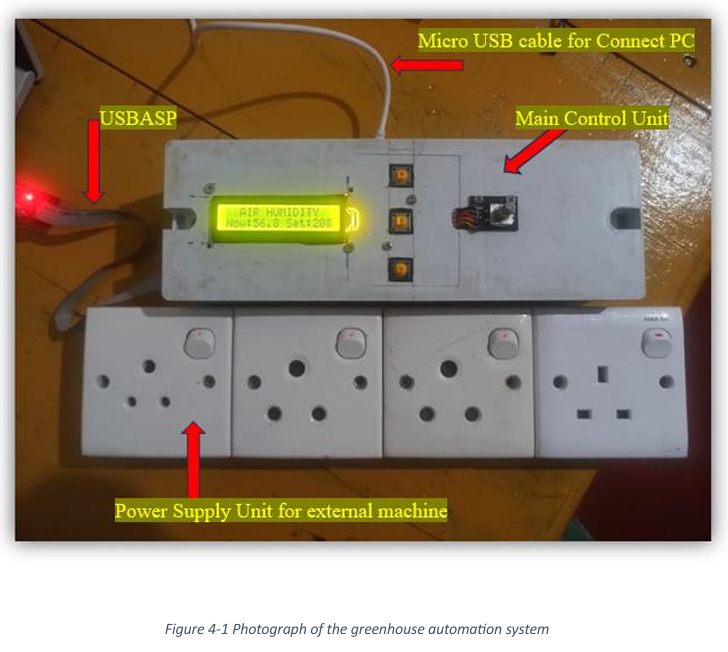 Micro USB cable for Connect PC
USBASP
Main Control Unit
AIR HUMIDITY
Now:56.8 Set:20
Power Supply Unit for external machine
Figure 4-1 Photograph of the greenhouse automation system